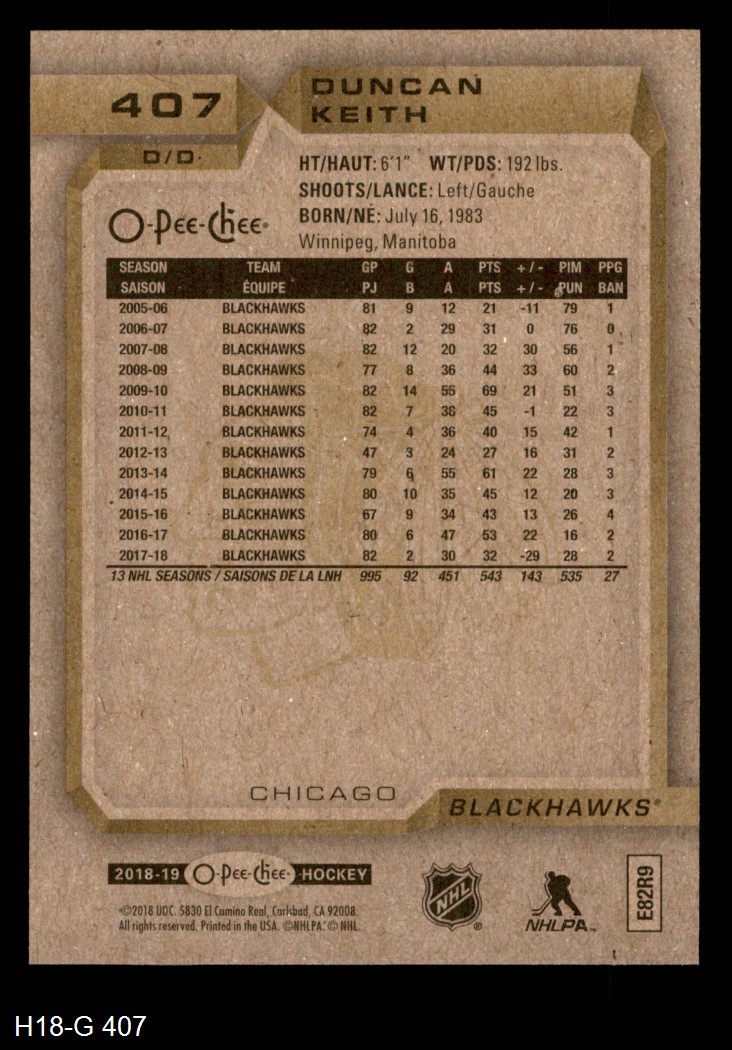 407
DUNCAN
KEITH
D/D
HT/HAUT: 6'1" WT/PDS: 192 lbs.
SHOOTS/LANCE: Left/Gauche
BORN/NÉ: July 16, 1983
Winnipeg, Manitoba
O-Pee-Chee
SEASON TEAM GP G A PTS +/- PIM PPG
SAISON ÉQUIPE PJ B A PTS +/- PUN BAN
2005-06 BLACKHAWKS 81 9 12 21 -11 79 1
2006-07 BLACKHAWKS 82 2 29 31 0 76 0
2007-08 BLACKHAWKS 82 12 20 32 30 56 1
2008-09 BLACKHAWKS 77 8 36 44 33 60 2
2009-10 BLACKHAWKS 82 14 55 69 21 51 3
2010-11 BLACKHAWKS 82 7 38 45 -1 22 3
2011-12 BLACKHAWKS 74 4 36 40 15 42 1
2012-13 BLACKHAWKS 47 3 24 27 16 31 2
2013-14 BLACKHAWKS 79 6 55 61 22 28 3
2014-15 BLACKHAWKS 80 10 35 45 12 20 3
2015-16 BLACKHAWKS 67 9 34 43 13 26 4
2016-17 BLACKHAWKS 80 6 47 53 22 16 2
2017-18 BLACKHAWKS 82 2 30 32 -29 28 2
13 NHL SEASONS / SAISONS DE LA LNH 995 92 451 543 143 535 27
CHICAGO
BLACKHAWKS
2018-19 O-Pee-Chee HOCKEY
©2018 UDC. 5830 El Camino Real, Carlsbad, CA 92008.
All rights reserved. Printed in the USA. ©NHLPA. © NHL.
NHL
NHLPA
E82R9
H18-G 407